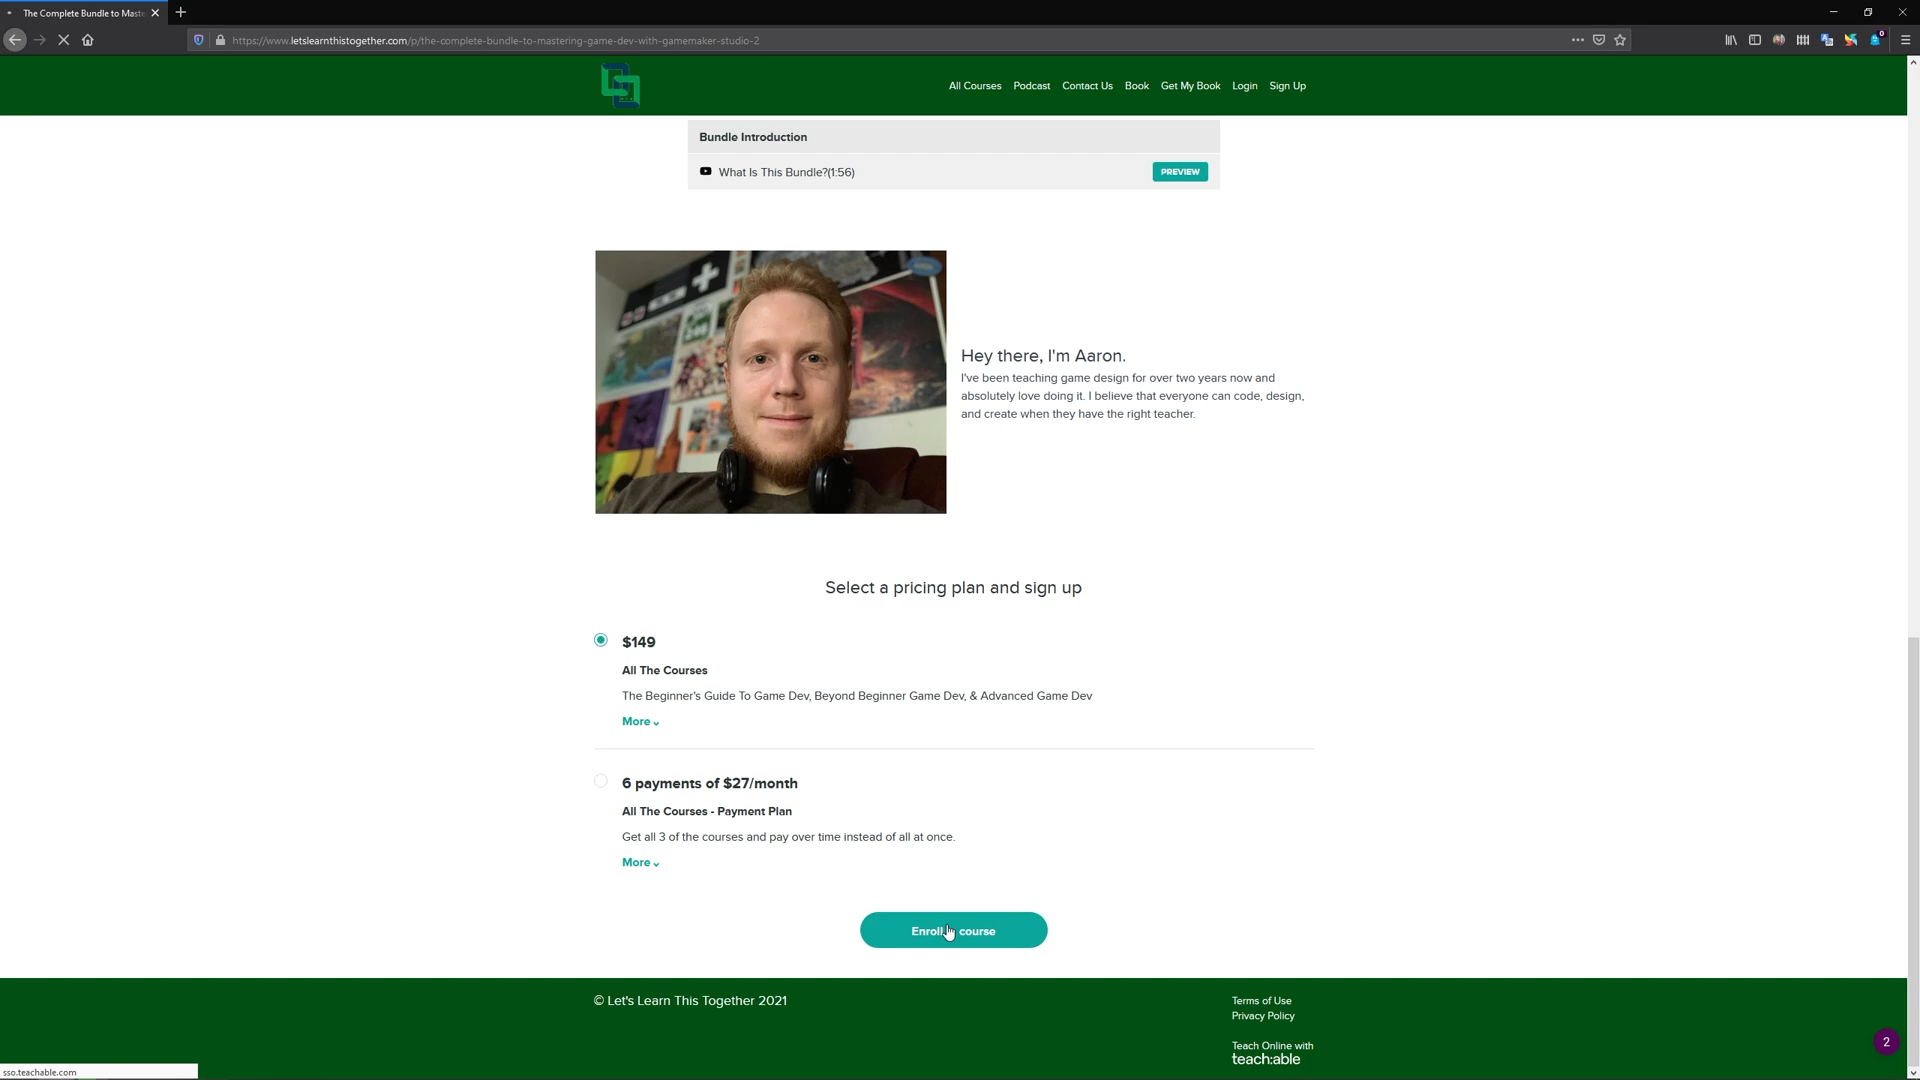 The Complete Bundle to Maste
https://www.letslearnthistogether.com/p/the-complete-bundle-to-mastering-game-dev-with-gamemaker-studio-2
0
All Courses Podcast Contact Us Book Get My Book Login Sign Up
Bundle Introduction
What Is This Bundle?(1:56)
PREVIEW
Hey there, I'm Aaron.
I've been teaching game design for over two years now and
absolutely love doing it. I believe that everyone can code, design,
and create when they have the right teacher.
Select a pricing plan and sign up
$149
All The Courses
The Beginner's Guide To Game Dev, Beyond Beginner Game Dev, & Advanced Game Dev
More
6 payments of $27/month
All The Courses - Payment Plan
Get all 3 of the courses and pay over time instead of all at once.
More
Enroll course
© Let's Learn This Together 2021
Terms of Use
Privacy Policy
Teach Online with
teach:able
2
sso.teachable.com